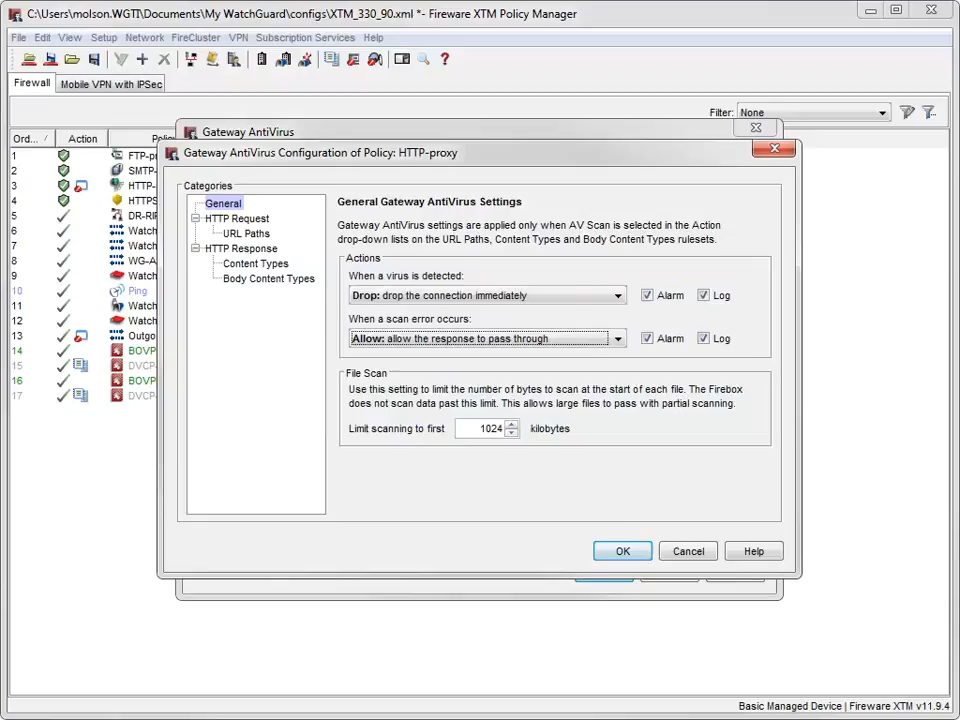 C:\Users\molson.WGTI\Documents\My WatchGuard\configs\XTM_330_90.xml *- Fireware XTM Policy Manager
File Edit View Setup Network FireCluster VPN Subscription Services Help
Firewall Mobile VPN with IPSec
Filter: None
Ord... / Action Polic
Gateway AntiVirus
Gateway AntiVirus Configuration of Policy: HTTP-proxy
1 FTP-pr
2 SMTP-
3 HTTP-
4 HTTPS
5 DR-RIP
6 Watch
7 Watch
8 WG-A
9 Watch
10 Ping
11 Watch
12 Watch
13 Outgo
14 BOVP
15 DVCP-
16 BOVP
17 DVCP-
Categories
General
HTTP Request
URL Paths
HTTP Response
Content Types
Body Content Types
General Gateway AntiVirus Settings
Gateway AntiVirus settings are applied only when AV Scan is selected in the Action
drop-down lists on the URL Paths, Content Types and Body Content Types rulesets.
Actions
When a virus is detected:
Drop: drop the connection immediately Alarm Log
When a scan error occurs:
Allow: allow the response to pass through Alarm Log
File Scan
Use this setting to limit the number of bytes to scan at the start of each file. The Firebox
does not scan data past this limit. This allows large files to pass with partial scanning.
Limit scanning to first 1024 kilobytes
OK Cancel Help
Basic Managed Device | Fireware XTM v11.9.4